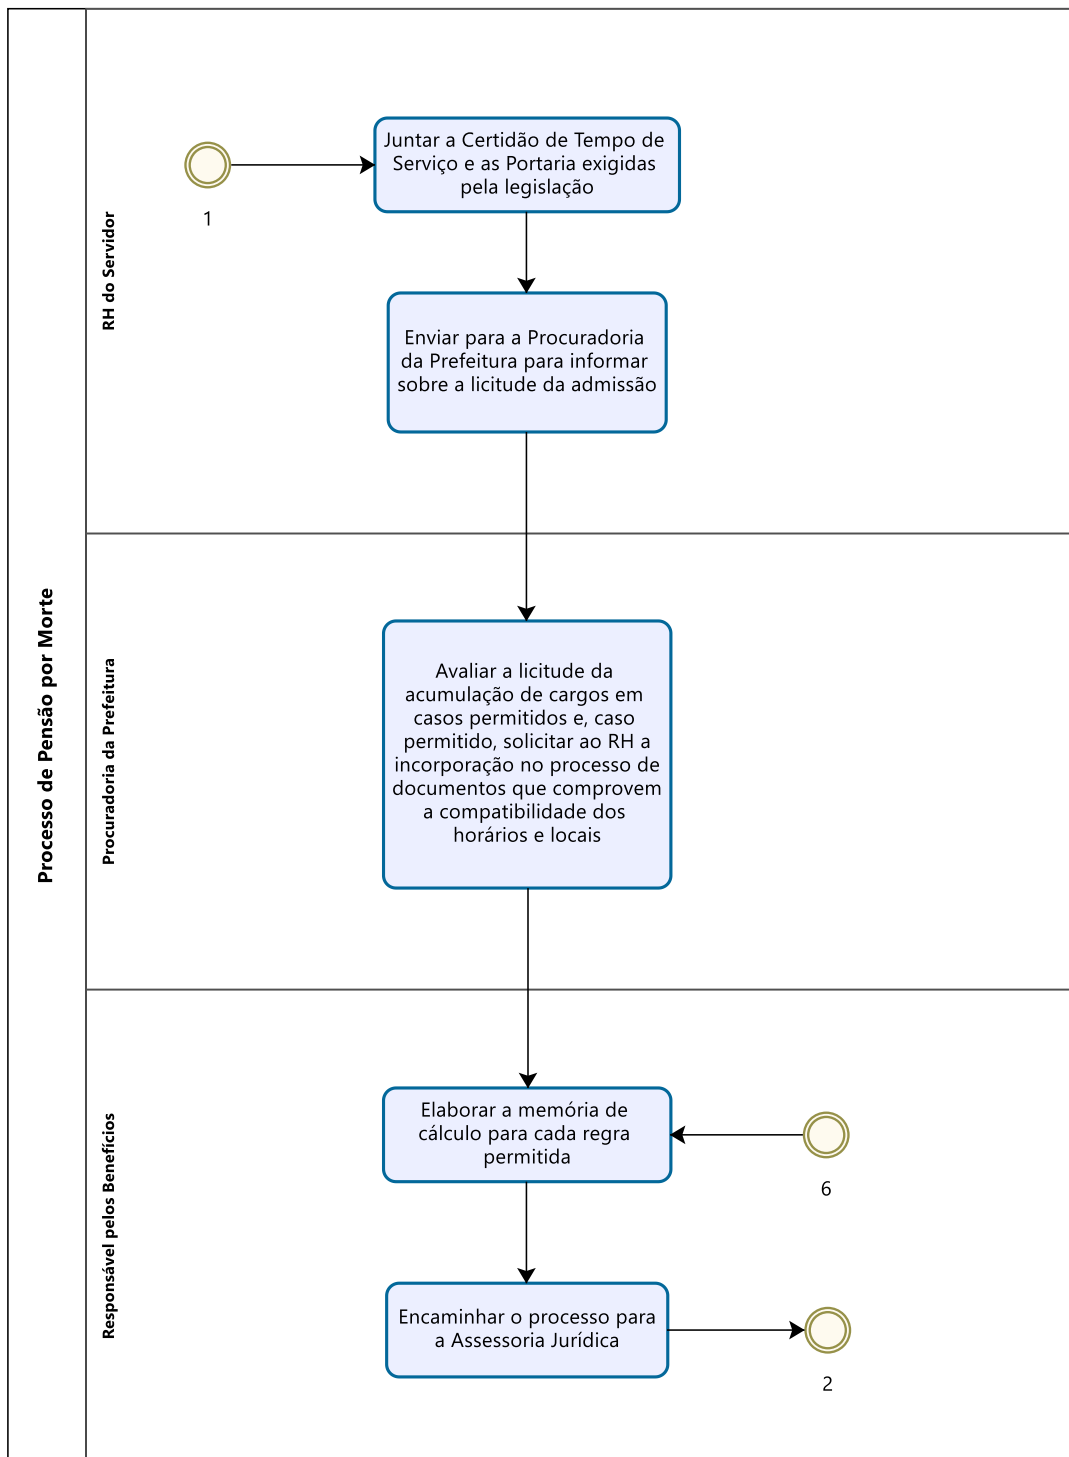 Processo de Pensão por Morte
RH do Servidor
1
Juntar a Certidão de Tempo de
Serviço e as Portaria exigidas
pela legislação
Enviar para a Procuradoria
da Prefeitura para informar
sobre a licitude da admissão
Procuradoria da Prefeitura
Avaliar a licitude da
acumulação de cargos em
casos permitidos e, caso
permitido, solicitar ao RH a
incorporação no processo de
documentos que comprovem
a compatibilidade dos
horários e locais
Responsável pelos Benefícios
Elaborar a memória de
cálculo para cada regra
permitida
6
Encaminhar o processo para
a Assessoria Jurídica
2